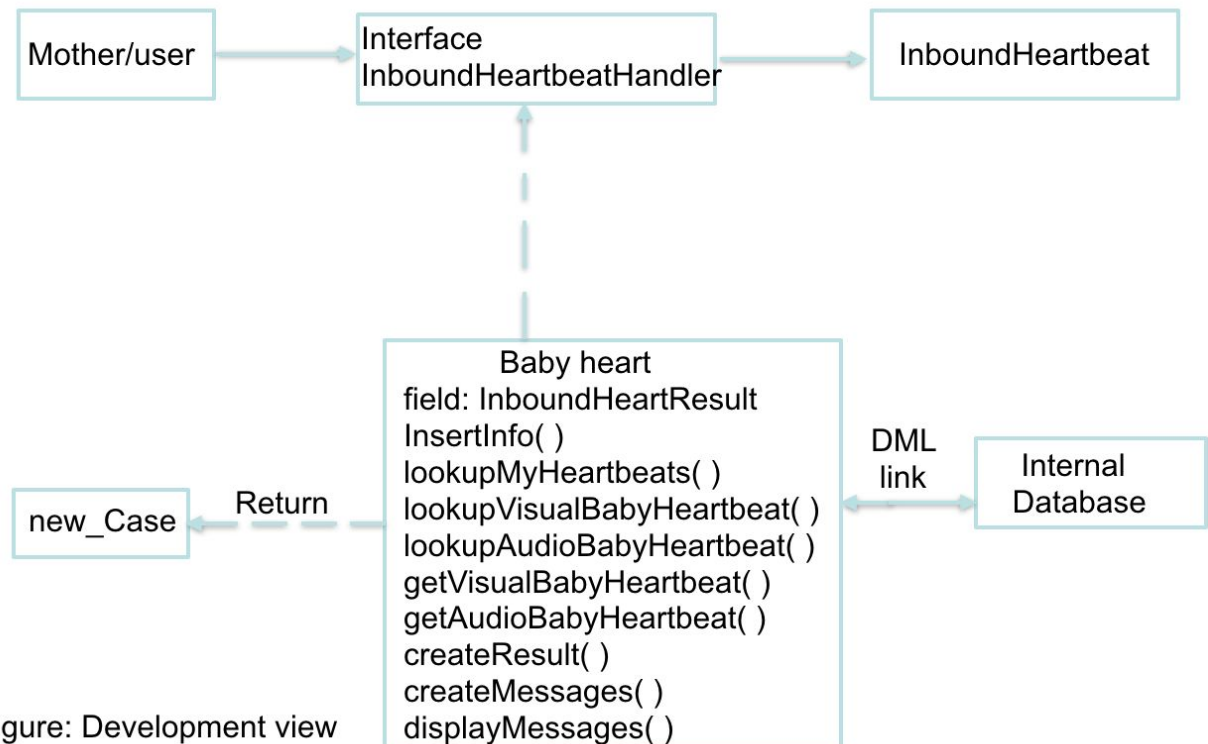 Mother/user
Interface
InboundHeartbeatHandler
InboundHeartbeat
Baby heart
field: InboundHeartResult
InsertInfo( )
lookupMyHeartbeats( )
lookupVisualBabyHeartbeat( )
lookupAudioBabyHeartbeat( )
getVisualBabyHeartbeat( )
getAudioBabyHeartbeat( )
createResult( )
createMessages( )
displayMessages( )
DML
link
Internal
Database
Return
new_Case
gure: Development view